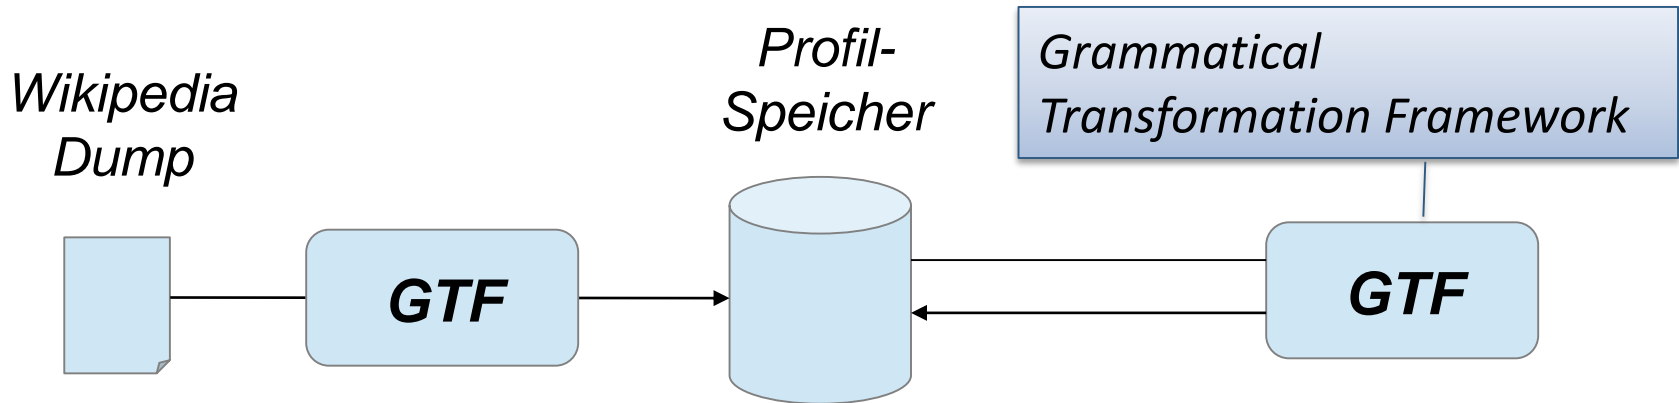 Wikipedia
Dump
GTF
Profil-
Speicher
Grammatical
Transformation Framework
GTF